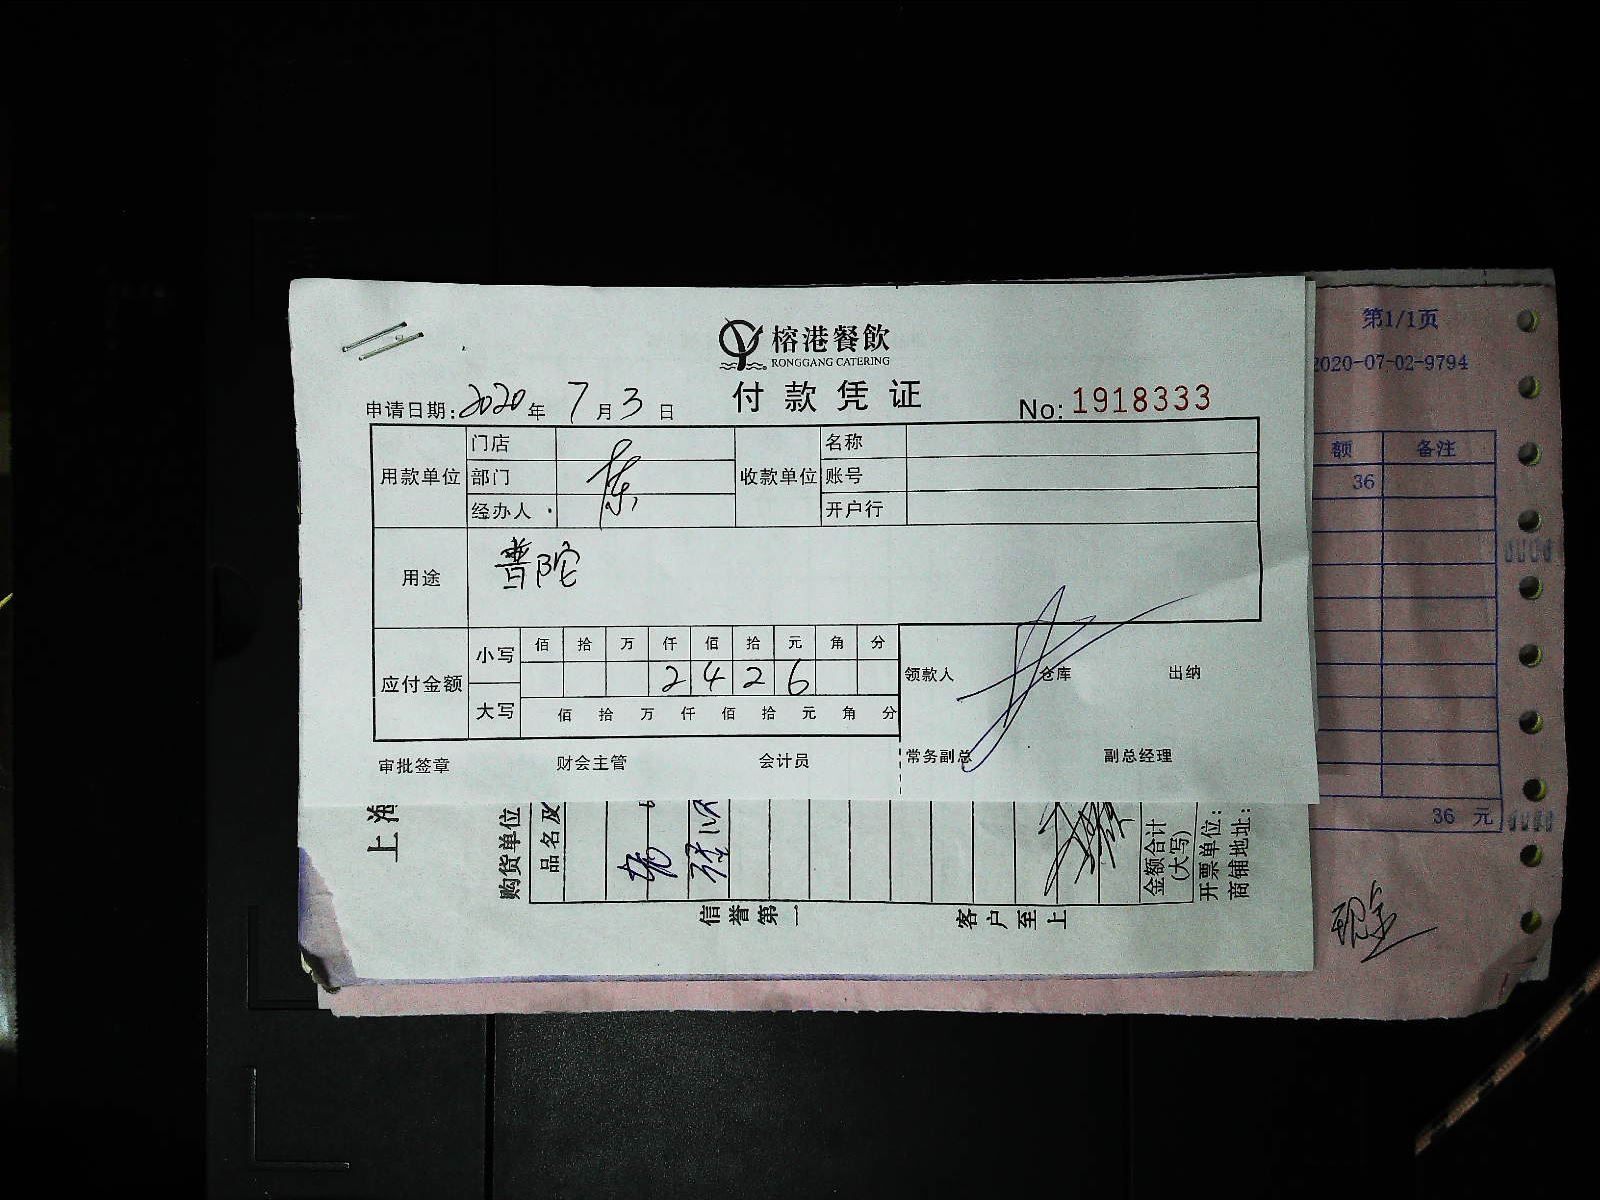 榕港餐飲
RONGGANG CATERING
付款凭证
申请日期:2020年7月3日
No:1918333
用款单位 门店 收款单位 名称
部门 陈 账号
经办人 开户行
用途 普陀
应付金额 小写 佰 拾 万 仟 佰 拾 元 角 分
2 4 2 6
大写 佰 拾 万 仟 佰 拾 元 角 分
领款人 仓库 出纳
常务副总 副总经理
审批签章 财会主管 会计员
上海
购货单位
品名及
金额合计
(大写)
开票单位:
商铺地址:
信誉第一 客户至上
第1/1页
2020-07-02-9794
额 备注
36
36 元
现金